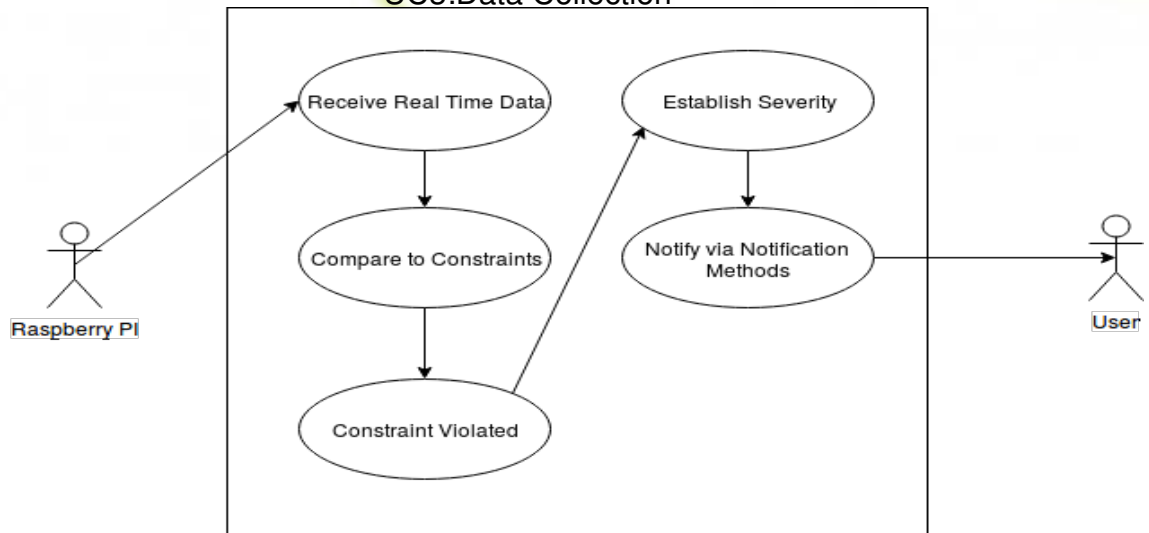 Data Collection
Receive Real Time Data
Establish Severity
Compare to Constraints
Notify via Notification
Methods
Raspberry PI
User
Constraint Violated